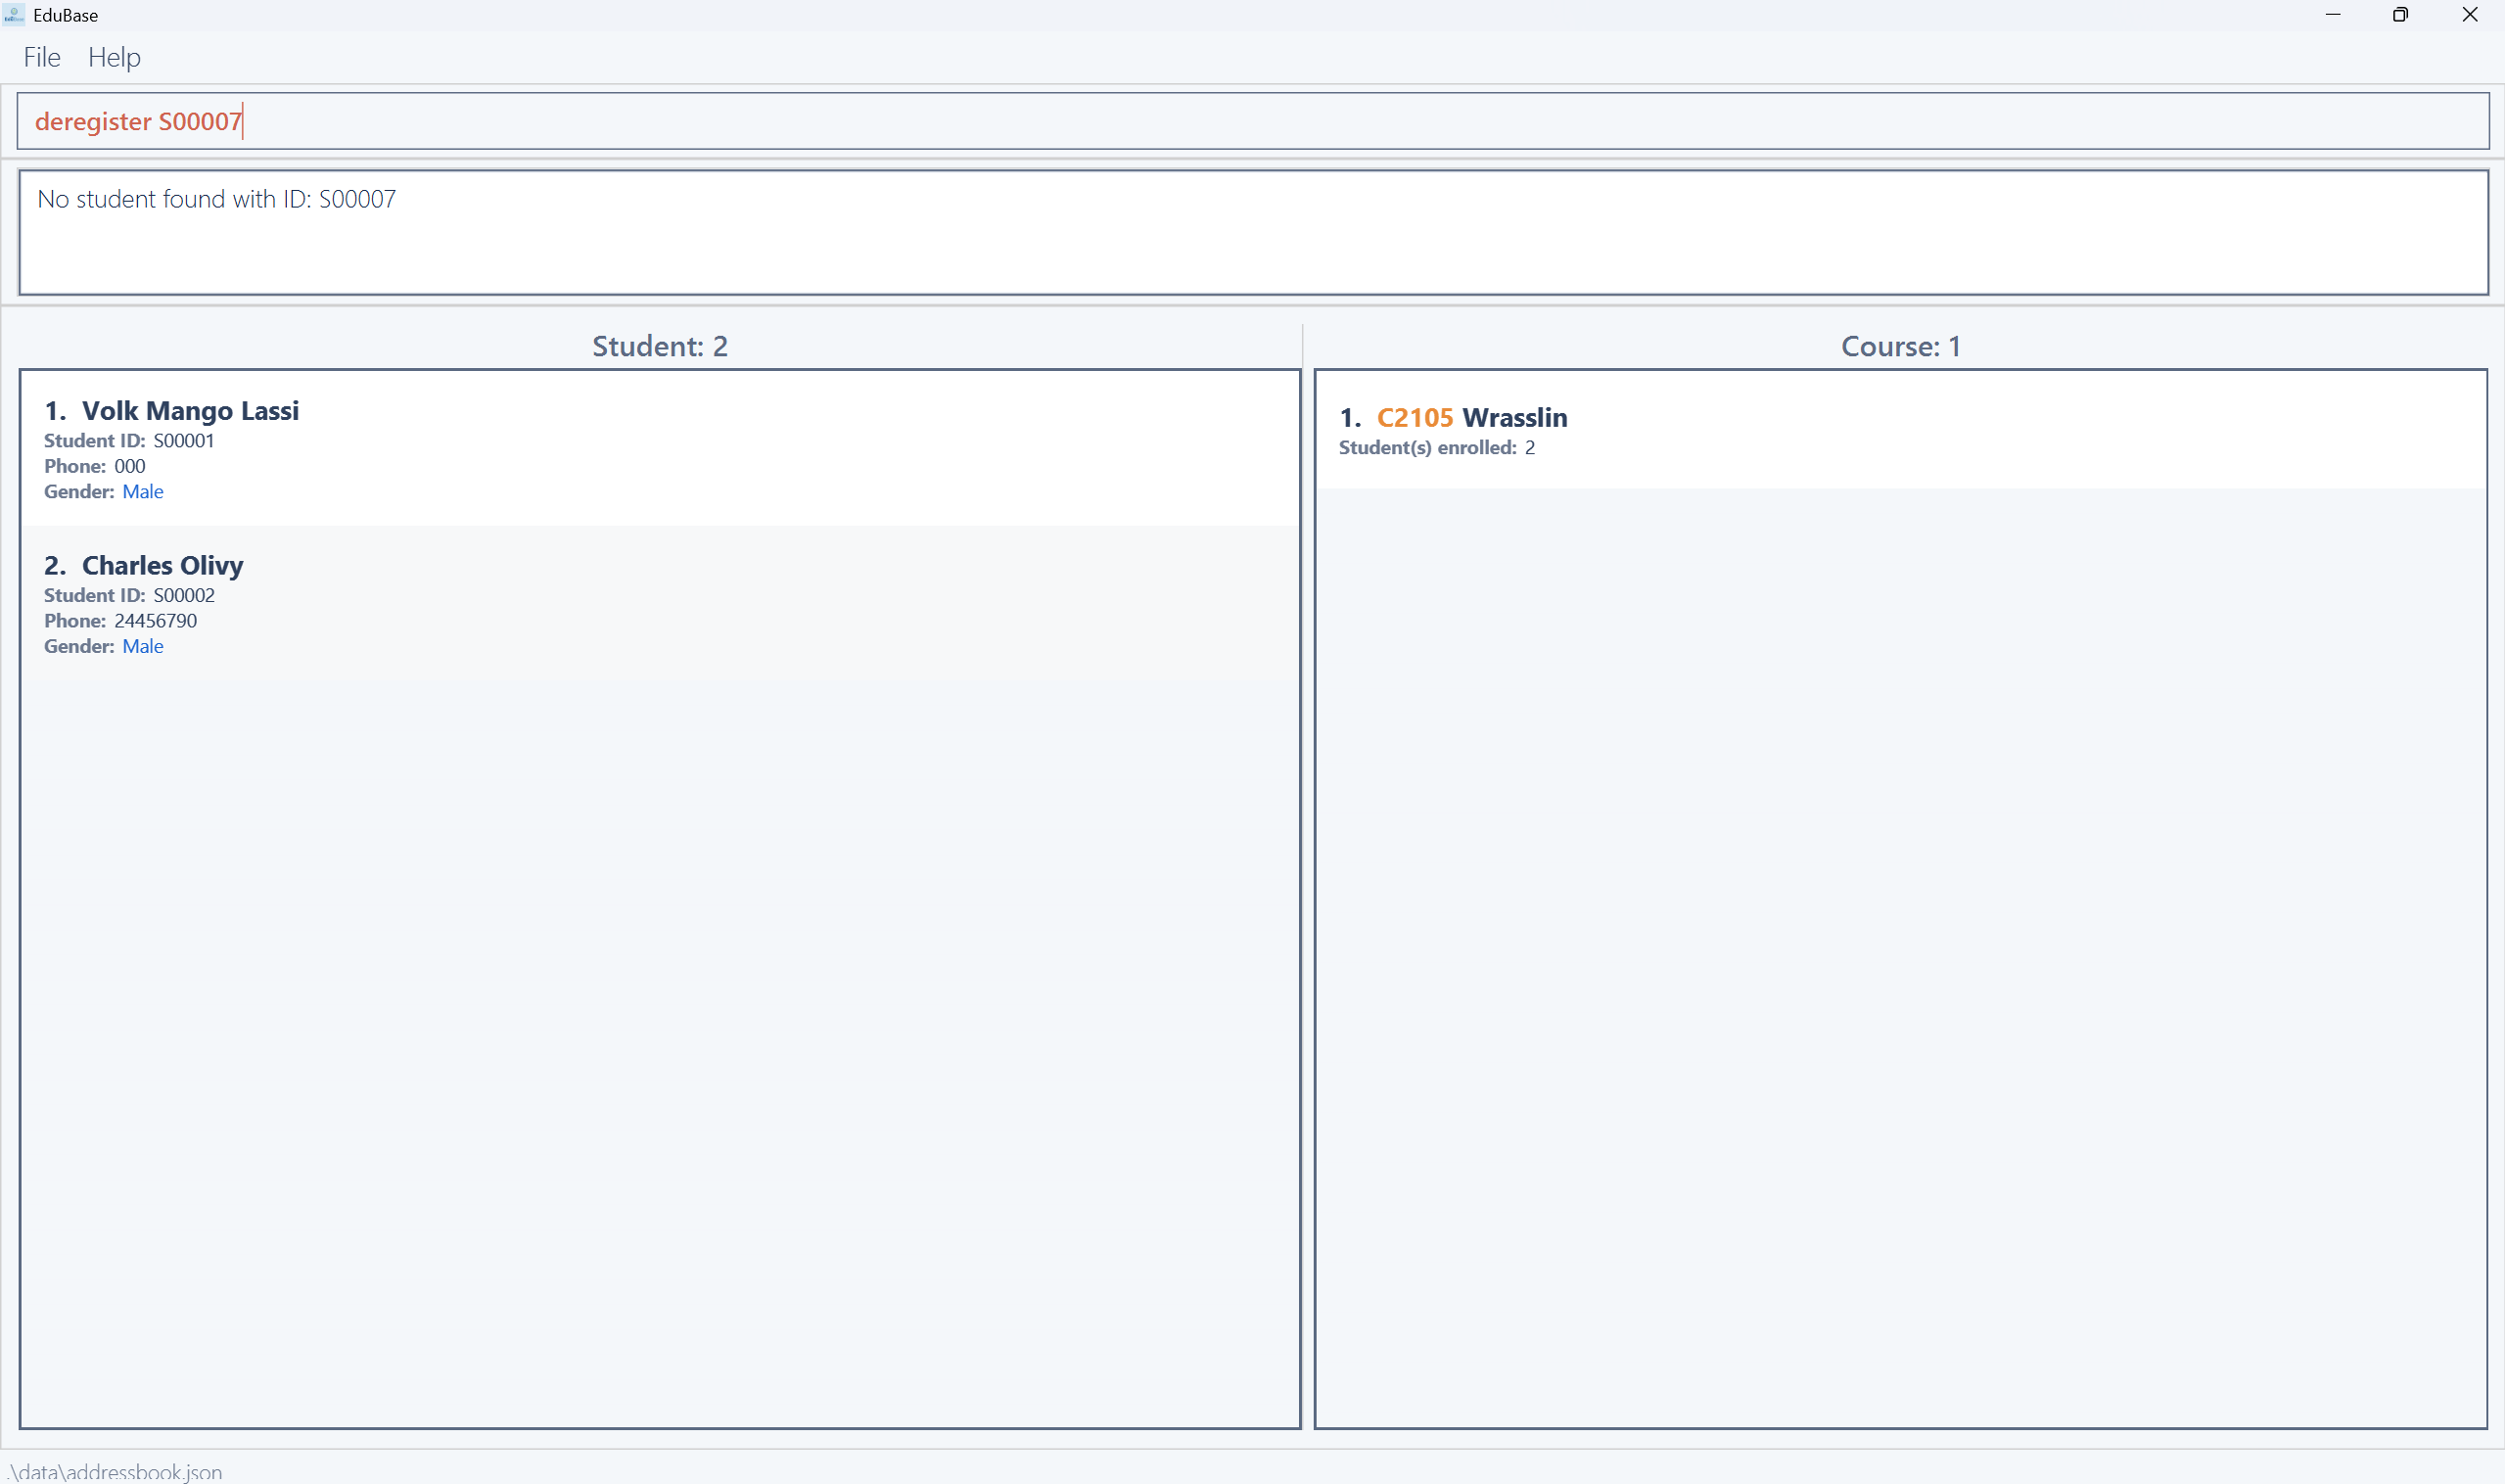 EduBase
File Help
deregister S00007
No student found with ID: S00007
Student: 2
1. Volk Mango Lassi
Student ID: S00001
Phone: 000
Gender: Male
2. Charles Olivy
Student ID: S00002
Phone: 24456790
Gender: Male
Course: 1
1. C2105 Wrasslin
Student(s) enrolled: 2
.\data\addressbook.json